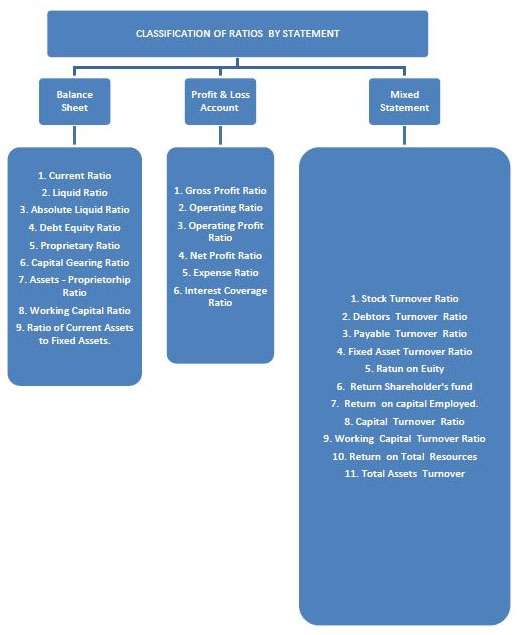 CLASSIFICATION OF RATIOS BY STATEMENT
Balance
Sheet
1. Current Ratio
2. Liquid Ratio
3. Absolute Liquid Ratio
4. Debt Equity Ratio
5. Proprietary Ratio
6. Capital Gearing Ratio
7. Assets - Proprietorhip
Ratio
8. Working Capital Ratio
9. Ratio of Current Assets
to Fixed Assets.
Profit & Loss
Account
1. Gross Profit Ratio
2. Operating Ratio
3. Operating Profit
Ratio
4. Net Profit Ratio
5. Expense Ratio
6. Interest Coverage
Ratio
Mixed
Statement
1. Stock Turnover Ratio
2. Debtors Turnover Ratio
3. Payable Turnover Ratio
4. Fixed Asset Turnover Ratio
5. Ratun on Euity
6. Return Shareholder's fund
7. Return on capital Employed.
8. Capital Turnover Ratio
9. Working Capital Turnover Ratio
10. Return on Total Resources
11. Total Assets Turnover